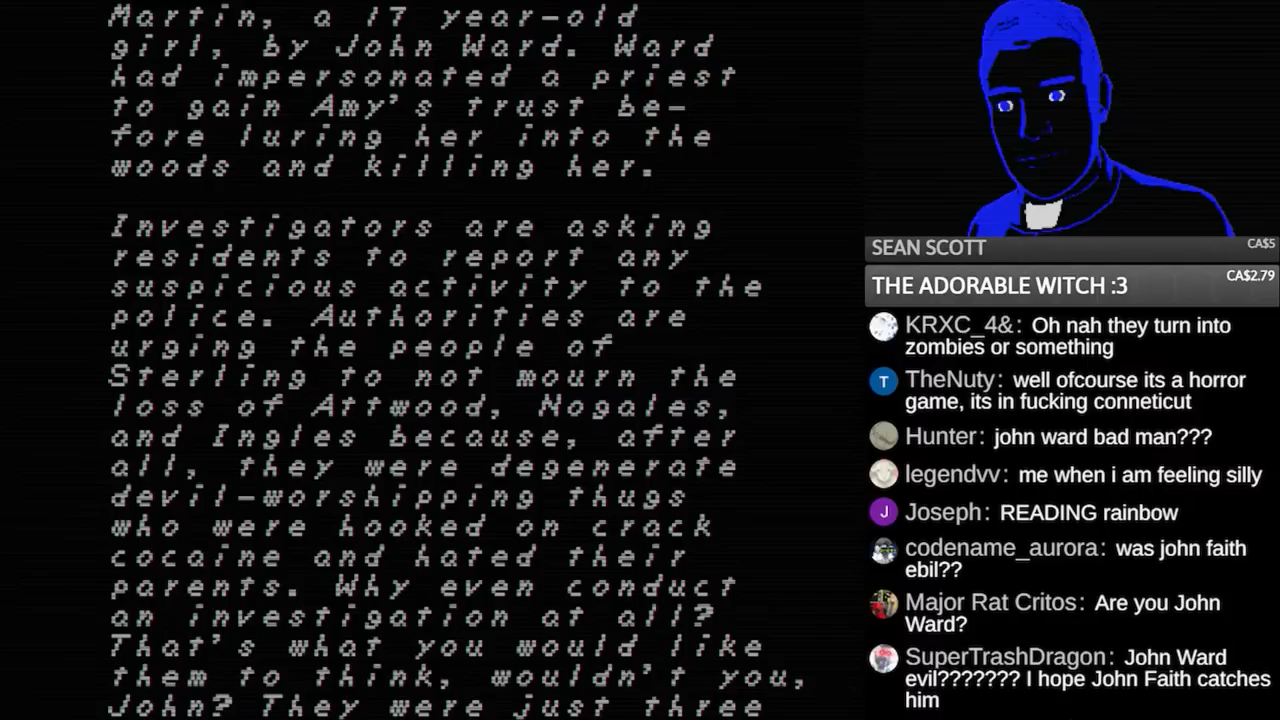 Martin, a 17 year-old
girl, by John Ward. Ward
had impersonated a priest
to gain Amy's trust be-
fore luring her into the
woods and killing her.
Investigators are asking
residents to report any
suspicious activity to the
police. Authorities are
urging the people of
Sterling to not mourn the
loss of Attwood, Nogales,
and Ingles because, after
all, they were degenerate
devil-worshipping thugs
who were hooked on crack
cocaine and hated their
parents. Why even conduct
an investigation at all?
That's what you would like
them to think, wouldn't you,
John? They were just three
SEAN SCOTT CA$5
THE ADORABLE WITCH :3 CA$2.79
KRXC_4&: Oh nah they turn into
zombies or something
T TheNuty: well ofcourse its a horror
game, its in fucking conneticut
Hunter: john ward bad man???
legendvv: me when i am feeling silly
J Joseph: READING rainbow
codename_aurora: was john faith
ebil??
Major Rat Critos: Are you John
Ward?
SuperTrashDragon: John Ward
evil??????? I hope John Faith catches
him